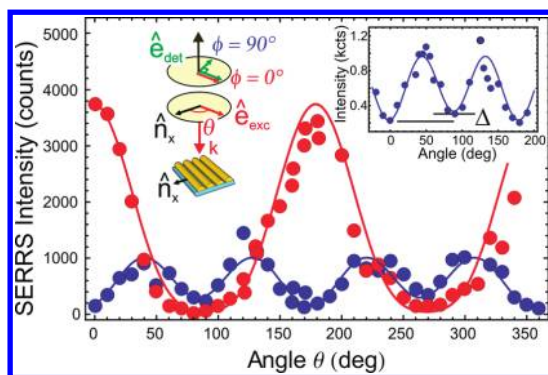 SERRS Intensity (counts)
5000
4000
3000
2000
1000
0
0 50 100 150 200 250 300 350
Angle θ (deg)
ê_det
ϕ = 90°
ϕ = 0°
n̂_x
θ
ê_exc
k
n̂_x
Intensity (kcts)
1.0
0.6
0.2
Δ
0 50 100 150 200
Angle (deg)